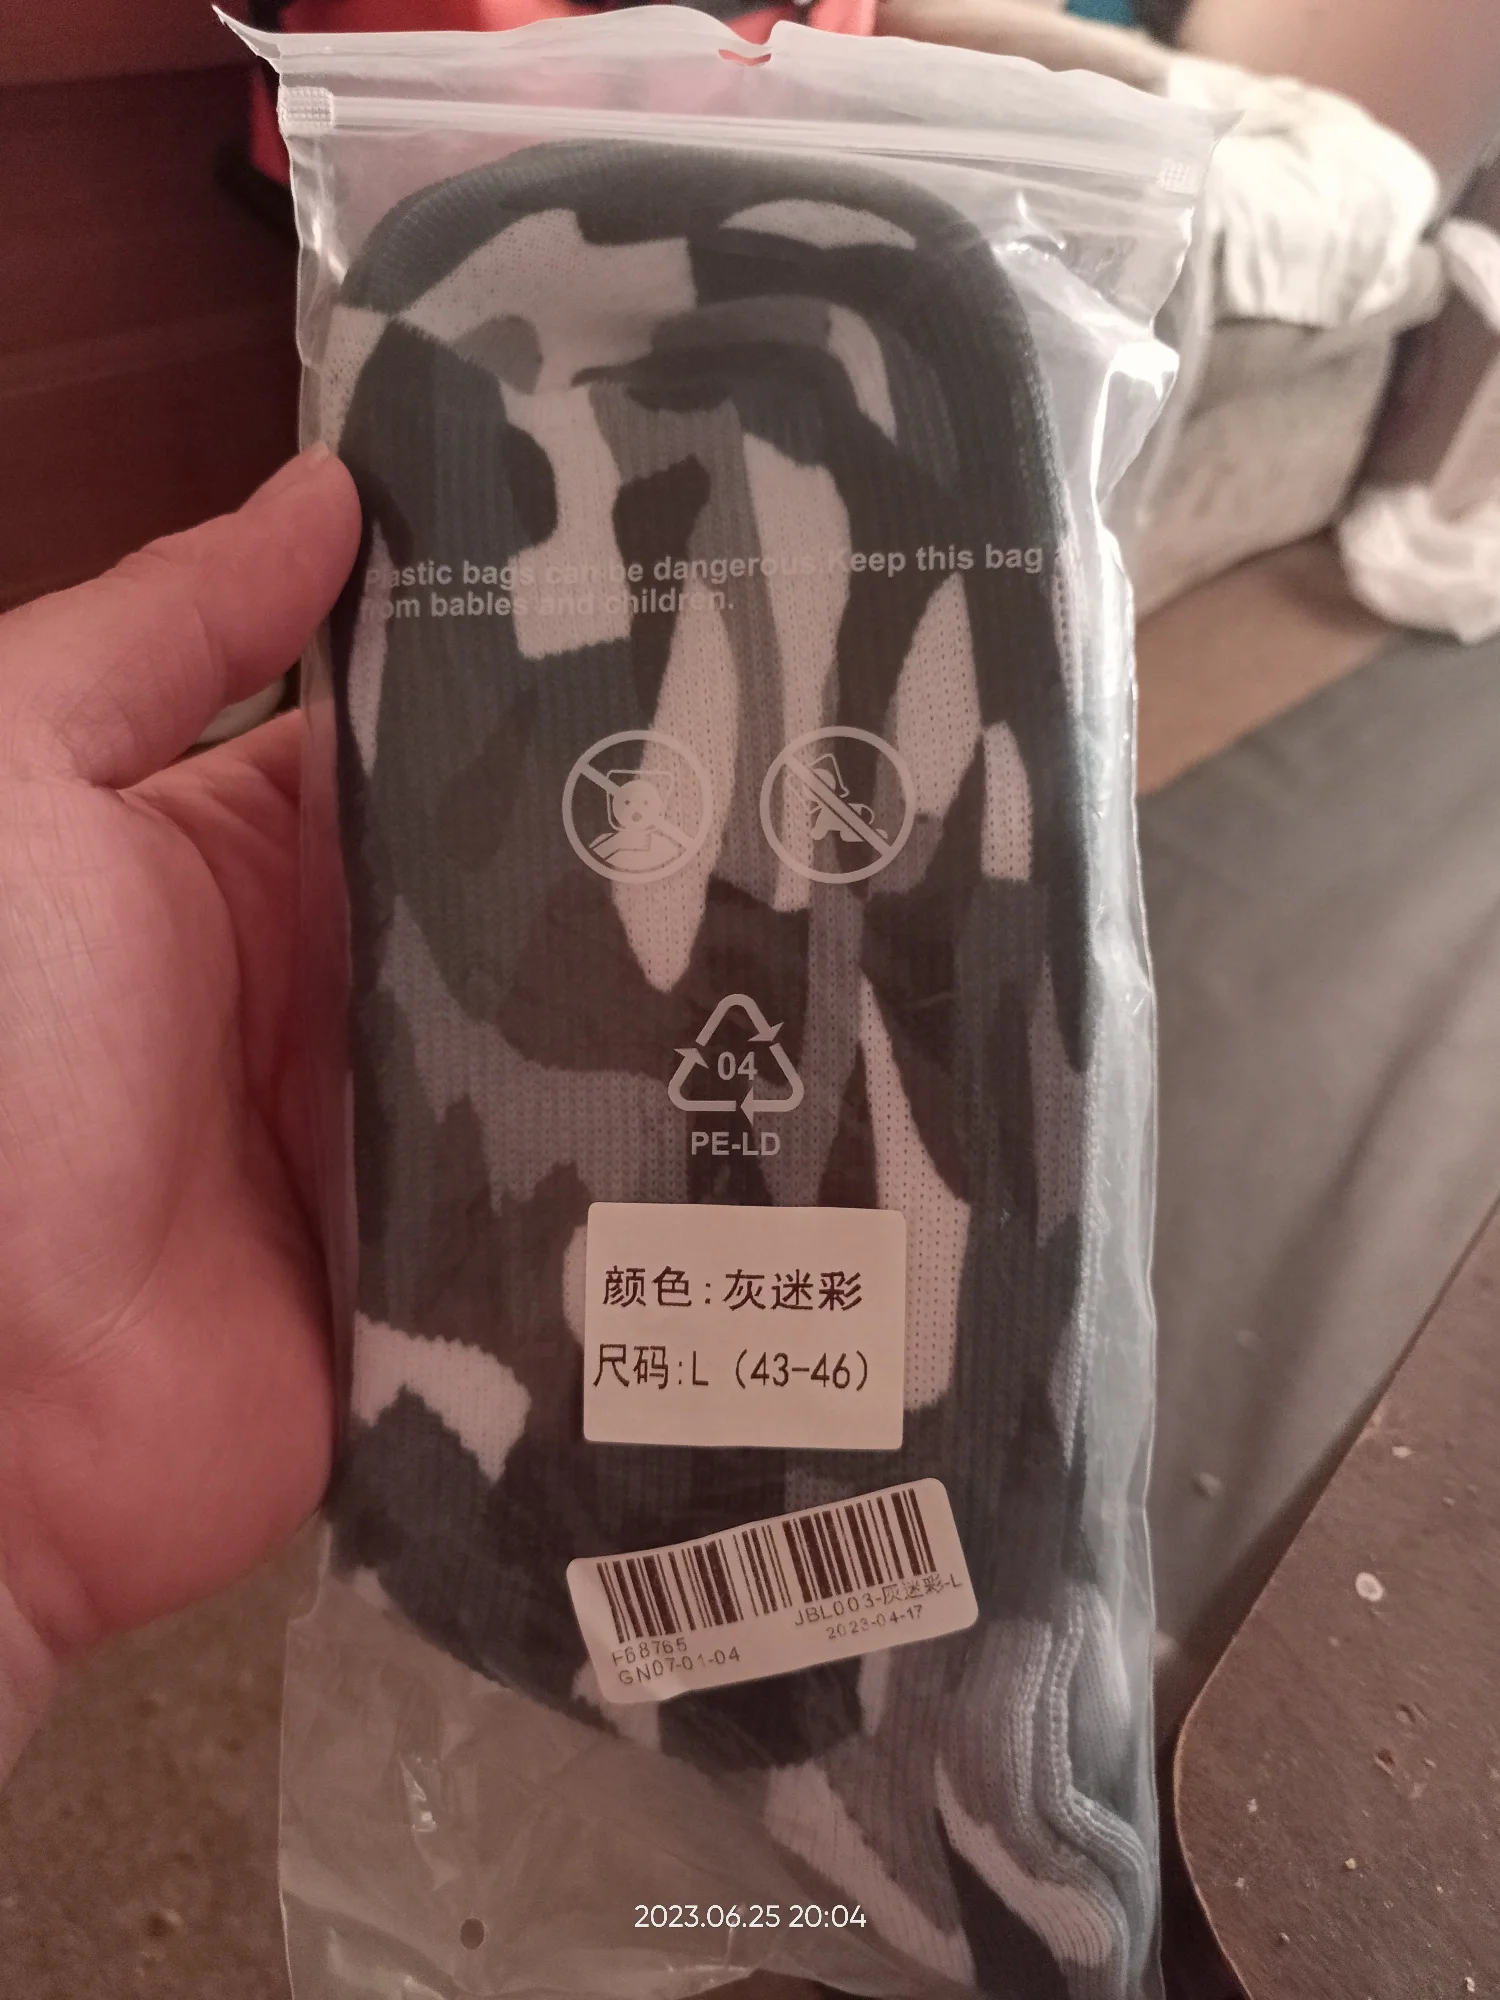 Plastic bags can be dangerous Keep this bag
from bables and children.
04
PE-LD
颜色:灰迷彩
尺码:L (43-46)
F68765
JBL003-灰迷彩-L
GN07-01-04
2023-04-17
2023.06.25 20:04